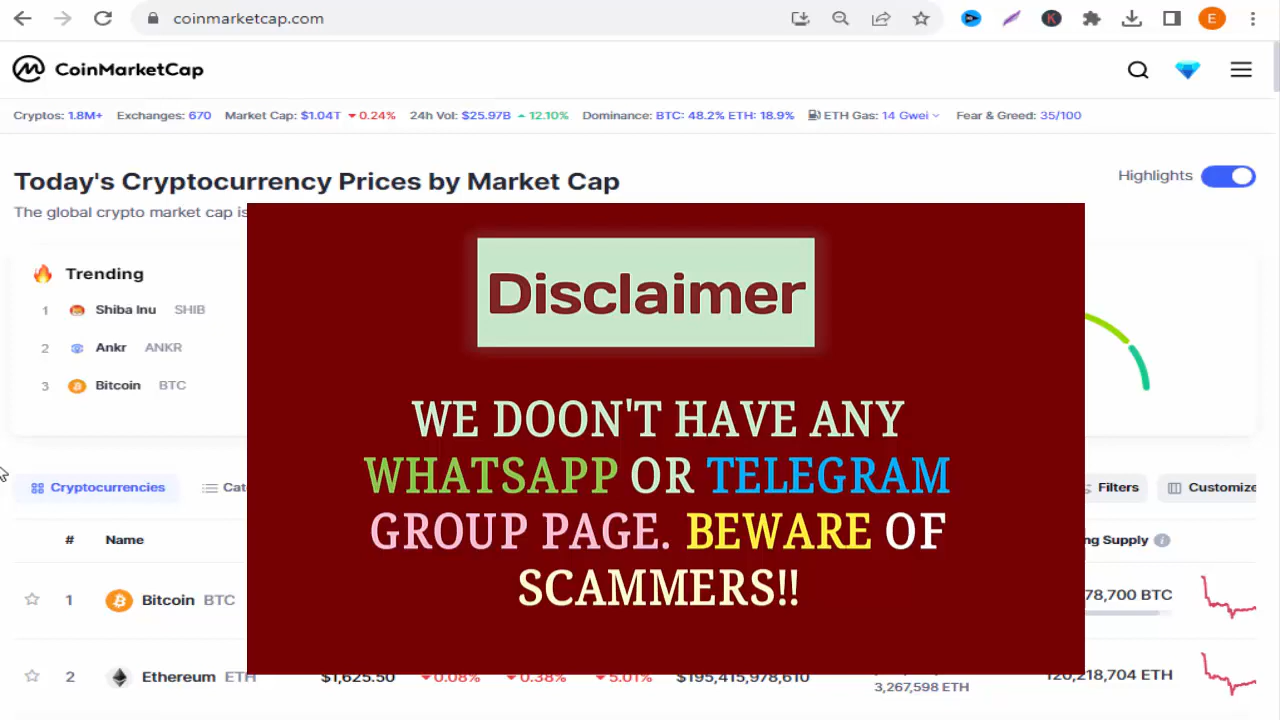 coinmarketcap.com
E
CoinMarketCap
Cryptos: 1.8M+ Exchanges: 670 Market Cap: $1.04T 0.24% 24h Vol: $25.97B 12.10% Dominance: BTC: 48.2% ETH: 18.9% ETH Gas: 14 Gwei Fear & Greed: 35/100
Today's Cryptocurrency Prices by Market Cap
Highlights
The global crypto market cap is
Disclaimer
Trending
1 Shiba Inu SHIB
2 Ankr ANKR
3 Bitcoin BTC
WE DOON'T HAVE ANY
WHATSAPP OR TELEGRAM
GROUP PAGE. BEWARE OF
SCAMMERS!!
Cryptocurrencies
Filters
Customize
# Name
Supply
1 Bitcoin BTC
78,700 BTC
2 Ethereum ETH $1,625.50 0.08% 0.38% 5.01% $195,415,978,610
3,267,598 ETH
120,218,704 ETH